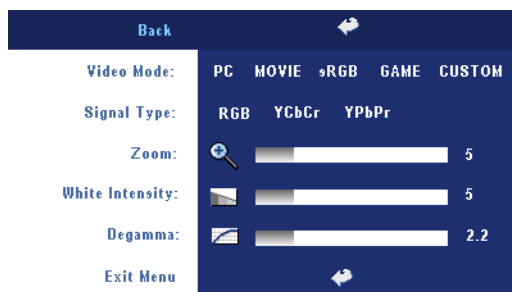 Back
Video Mode: PC MOVIE sRGB GAME CUSTOM
Signal Type: RGB YCbCr YPbPr
Zoom: 5
White Intensity: 5
Degamma: 2.2
Exit Menu